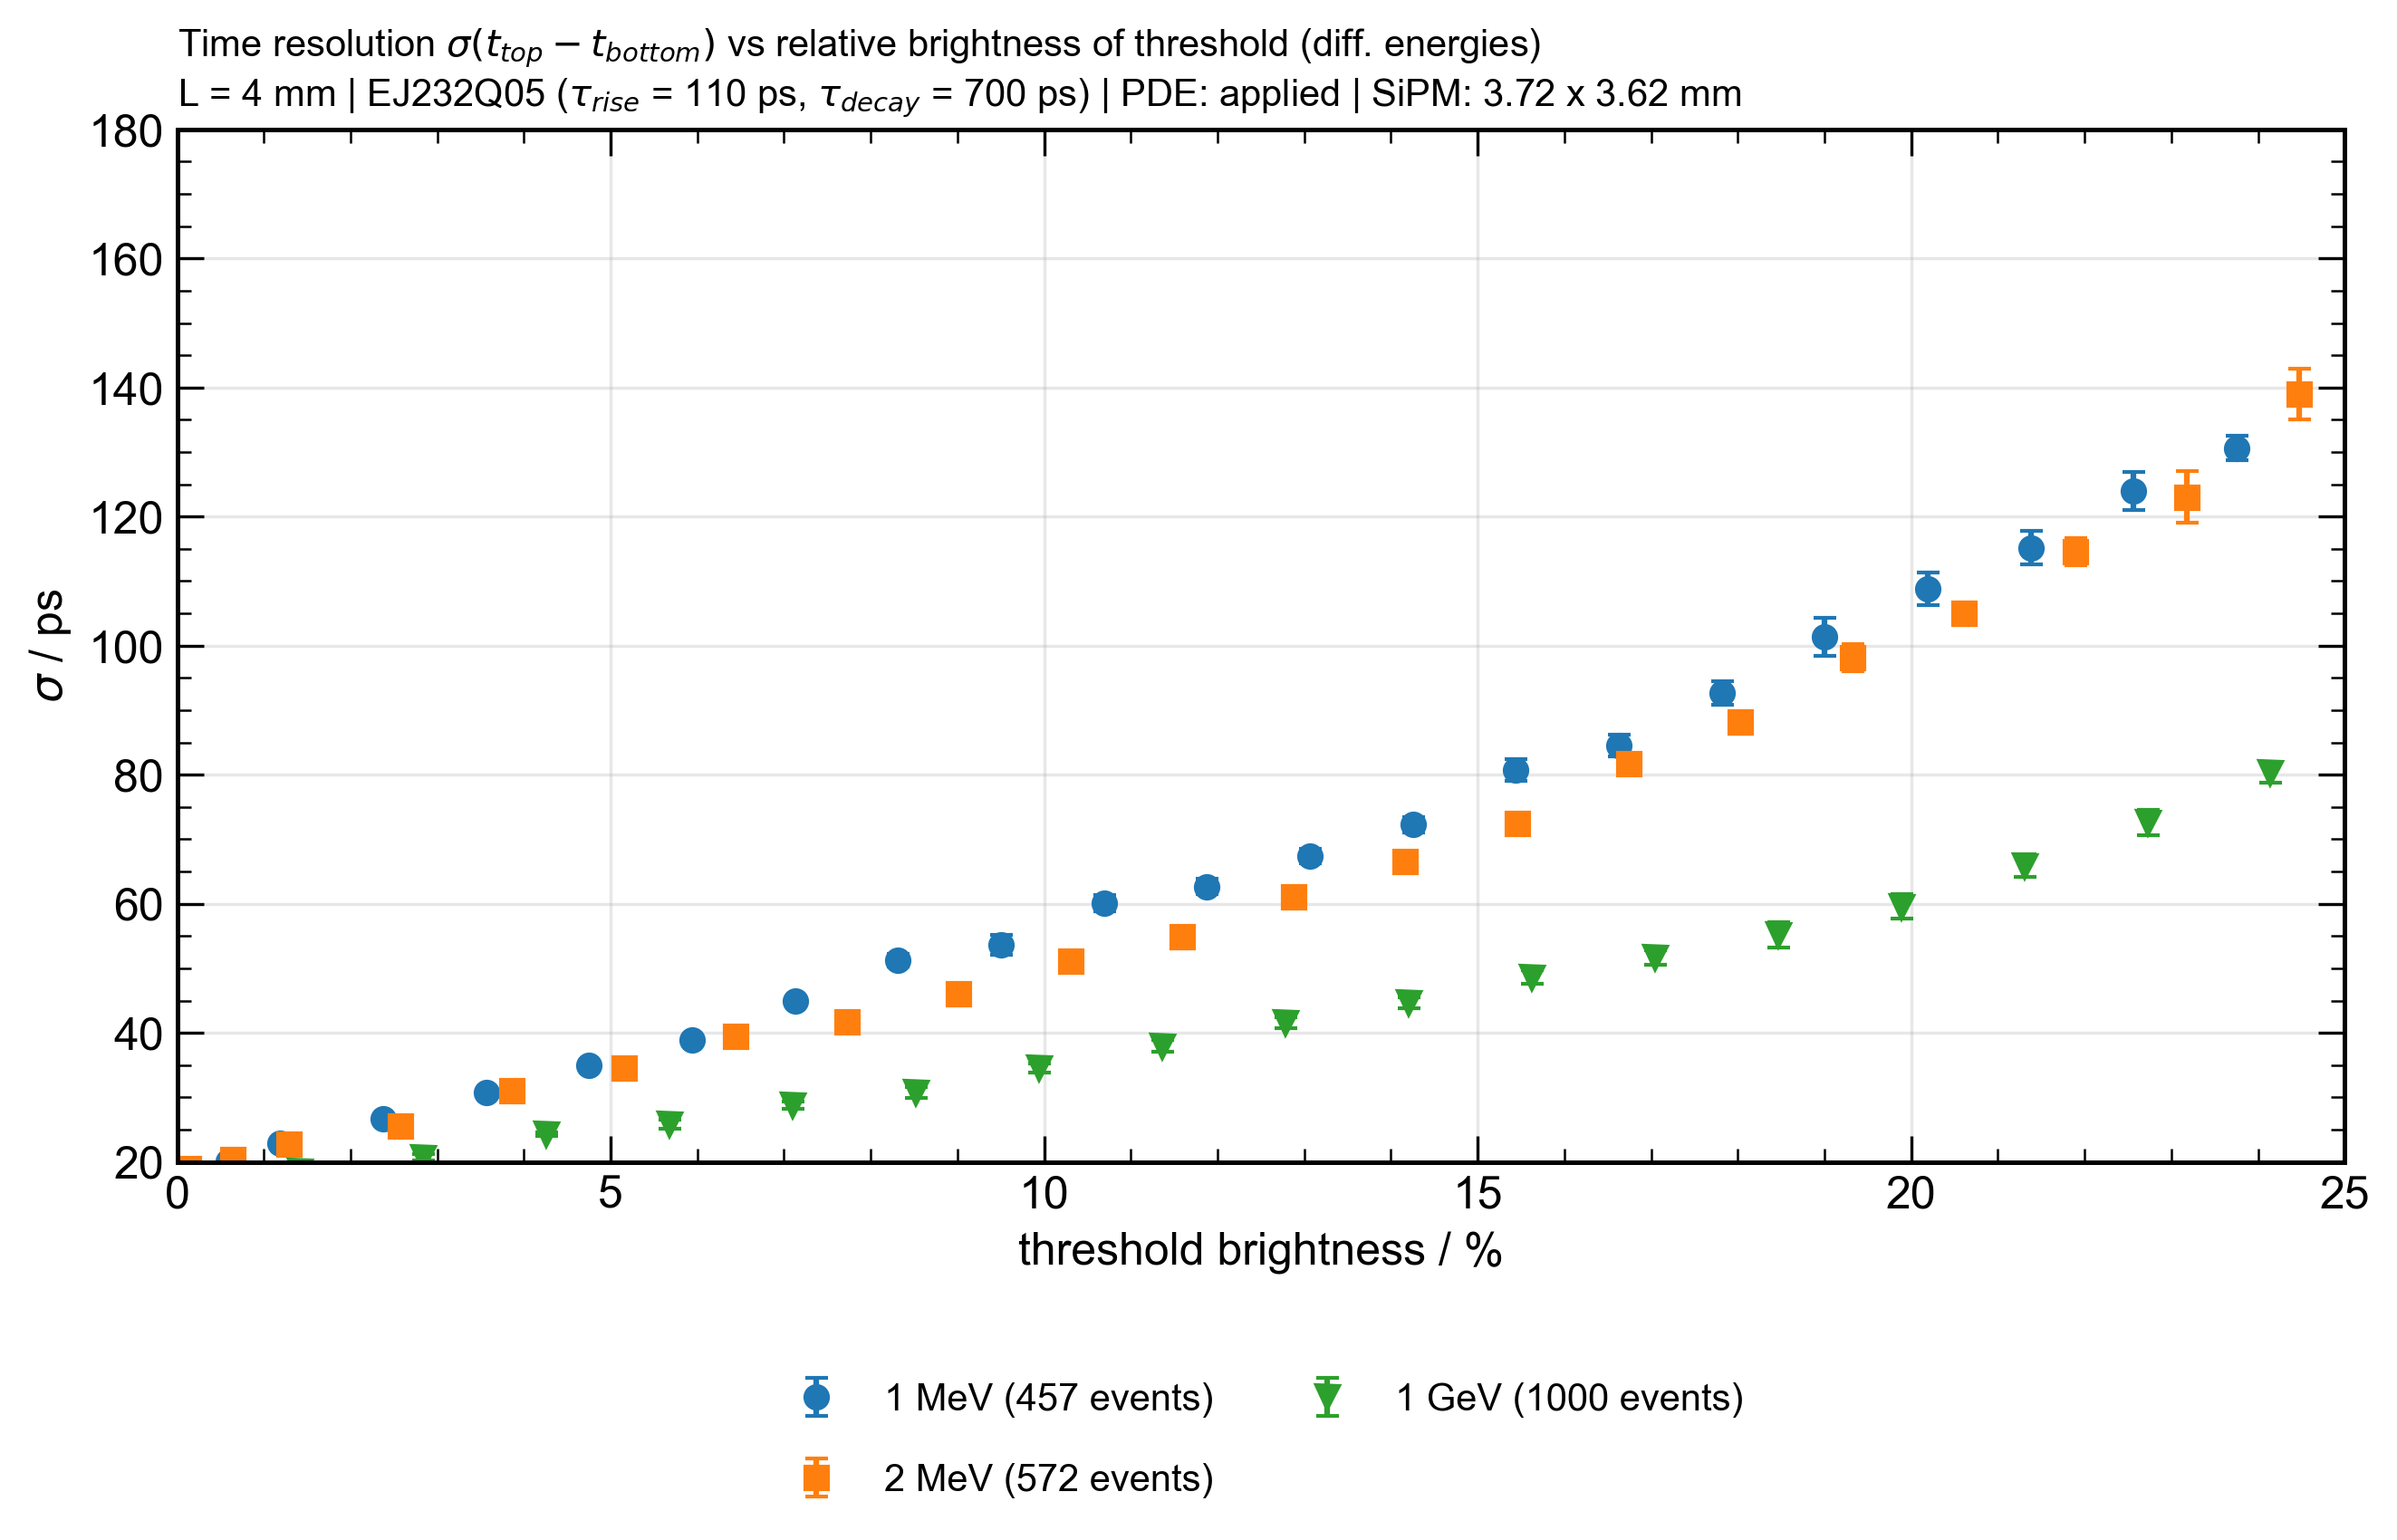 Time resolution σ(t_top − t_bottom) vs relative brightness of threshold (diff. energies)
L = 4 mm | EJ232Q05 (τ_rise = 110 ps, τ_decay = 700 ps) | PDE: applied | SiPM: 3.72 x 3.62 mm
180
160
140
120
100
80
60
40
20
σ / ps
0 5 10 15 20 25
threshold brightness / %
1 MeV (457 events) 1 GeV (1000 events)
2 MeV (572 events)